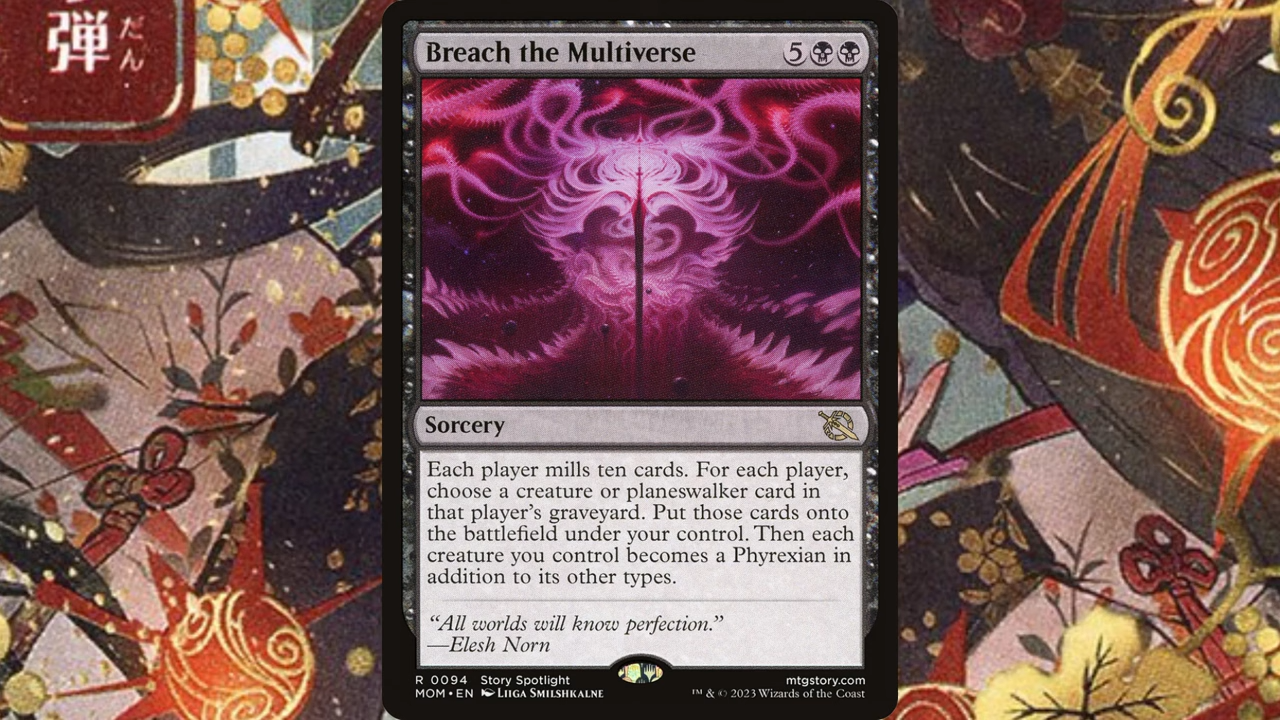 弾
だん
Breach the Multiverse 5
Sorcery
Each player mills ten cards. For each player,
choose a creature or planeswalker card in
that player's graveyard. Put those cards onto
the battlefield under your control. Then each
creature you control becomes a Phyrexian in
addition to its other types.
“All worlds will know perfection.”
—Elesh Norn
R 0094 Story Spotlight mtgstory.com
MOM • EN Liiga Smilshkalne ™ & © 2023 Wizards of the Coast